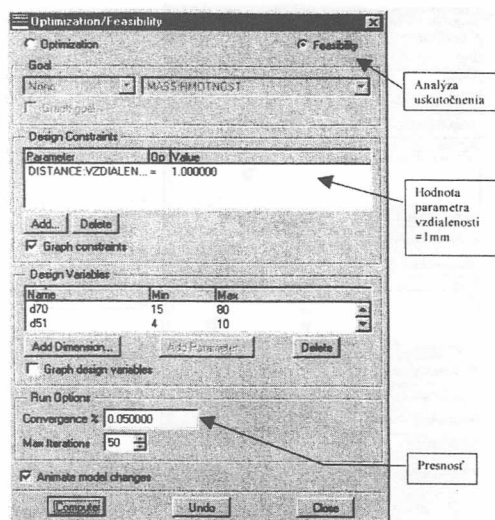 Optimization/Feasibility
Optimization
Feasibility
Goal
None
MASS:HMOTNOST
Graph goal
Design Constraints
Parameter Op Value
DISTANCE:VZDIALEN... = 1.000000
Add... Delete
Graph constraints
Design Variables
Name Min Max
d70 15 80
d51 4 10
Add Dimension... Add Parameter... Delete
Graph design variables
Run Options
Convergence % 0.050000
Max Iterations 50
Animate model changes
Compute Undo Close
Analýza
uskutočnenia
Hodnota
parametra
vzdialenosti
=1mm
Presnosť